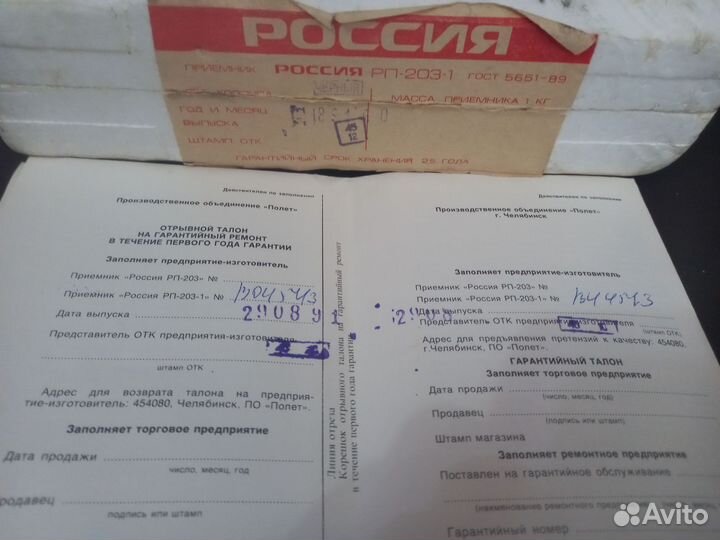 РОССИЯ
ПРИЕМНИК РОССИЯ РП-203-1 ГОСТ 5651-89
ЧЕРНЫЙ
МАССА ПРИЕМНИКА 1 КГ
ГОД И МЕСЯЦ
ВЫПУСКА
ШТАМП ОТК
ГАРАНТИЙНЫЙ СРОК ХРАНЕНИЯ 2,5 ГОДА
Действителен по заполнении
Производственное объединение «Полет»
ОТРЫВНОЙ ТАЛОН
НА ГАРАНТИЙНЫЙ РЕМОНТ
В ТЕЧЕНИЕ ПЕРВОГО ГОДА ГАРАНТИИ
Заполняет предприятие-изготовитель
Приемник «Россия РП-203» №
Приемник «Россия РП-203-1» №
Дата выпуска 290891
Представитель ОТК предприятия-изготовителя
штамп ОТК
Адрес для возврата талона на предприя-
тие-изготовитель: 454080, Челябинск, ПО «Полет».
Заполняет торговое предприятие
Дата продажи
число, месяц, год
Продавец
подпись или штамп
Линия отреза
Корешок отрывного талона на гарантийный ремонт
в течение первого года гарантии
Действителен по заполнении
Производственное объединение «Полет»
г. Челябинск
Заполняет предприятие-изготовитель
Приемник «Россия РП-203» №
Приемник «Россия РП-203-1» №
Дата выпуска
Представитель ОТК предприятия-изготовителя
(штамп ОТК)
Адрес для предъявления претензий к качеству: 454080,
г.Челябинск, ПО «Полет».
ГАРАНТИЙНЫЙ ТАЛОН
Заполняет торговое предприятие
Дата продажи
(число, месяц, год)
Продавец
(подпись или штамп)
Штамп магазина
Заполняет ремонтное предприятие
Поставлен на гарантийное обслуживание
(наименование ремонтного
Гарантийный номер
Avito